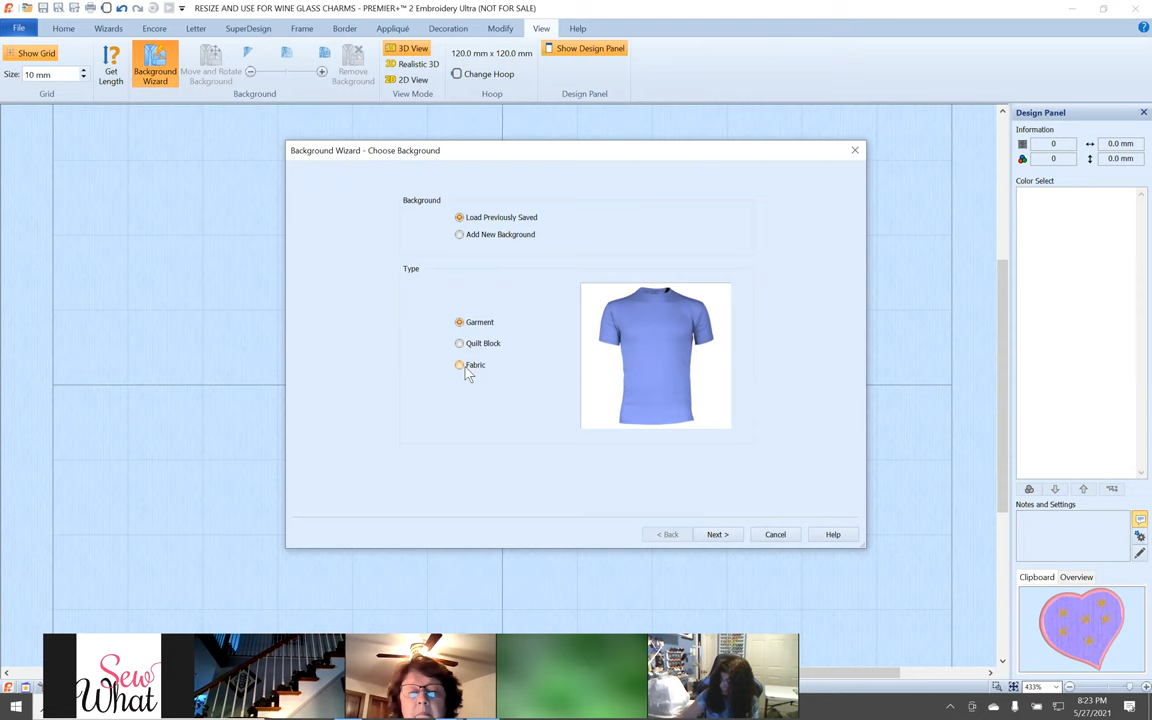 RESIZE AND USE FOR WINE GLASS CHARMS - PREMIER+™ 2 Embroidery Ultra (NOT FOR SALE)
File Home Wizards Encore Letter SuperDesign Frame Border Appliqué Decoration Modify View Help
Show Grid
Size: 10 mm
Grid
Get Length
Background Wizard
Move and Rotate Background
Remove Background
Background
3D View
Realistic 3D
2D View
View Mode
120.0 mm x 120.0 mm
Change Hoop
Hoop
Show Design Panel
Design Panel
Design Panel
Information
0 0.0 mm
0 0.0 mm
Color Select
Background Wizard - Choose Background
Background
Load Previously Saved
Add New Background
Type
Garment
Quilt Block
Fabric
< Back Next > Cancel Help
Notes and Settings
Clipboard Overview
Sew What
433%
8:23 PM
5/27/2021